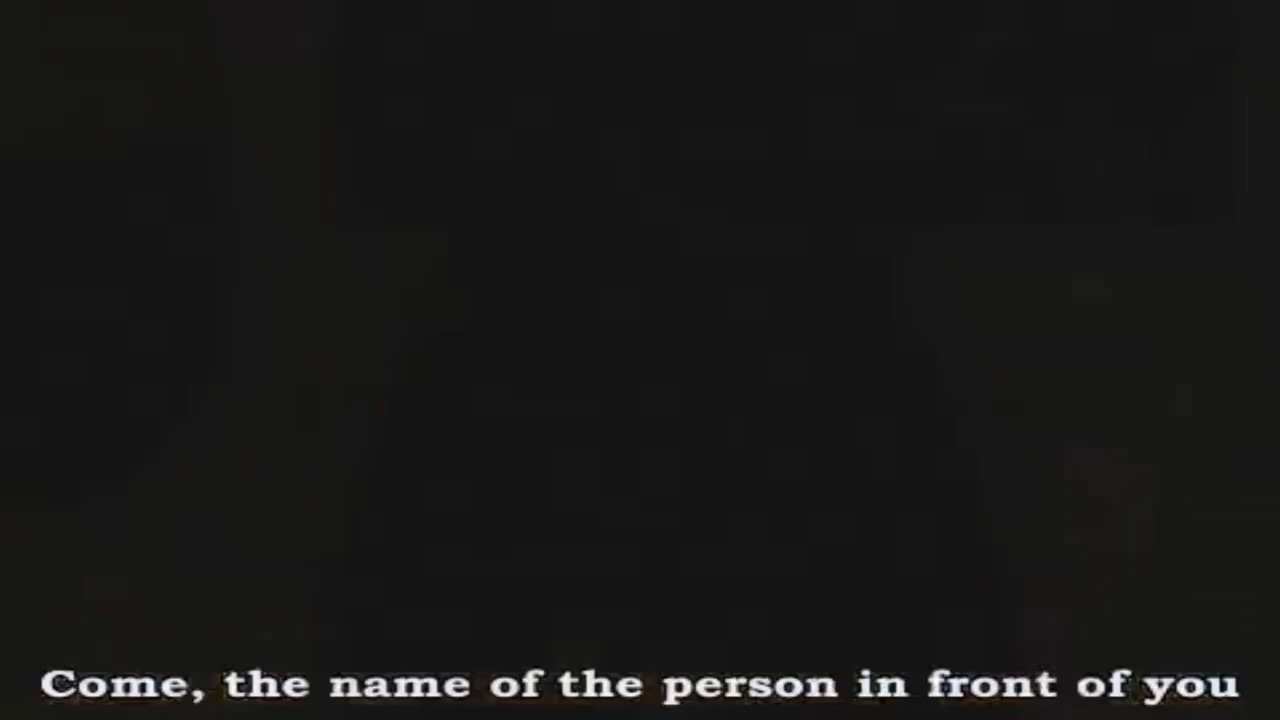 Come, the name of the person in front of you